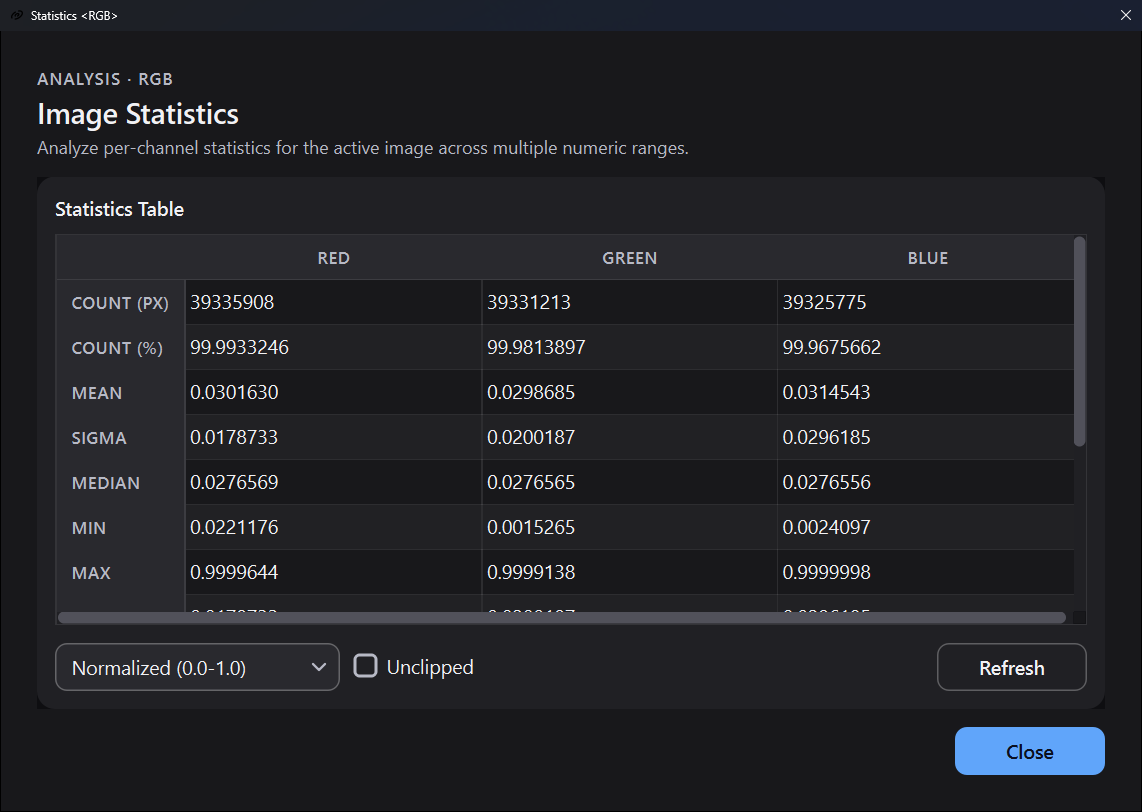 Statistics <RGB>
ANALYSIS · RGB
Image Statistics
Analyze per-channel statistics for the active image across multiple numeric ranges.
Statistics Table
RED GREEN BLUE
COUNT (PX) 39335908 39331213 39325775
COUNT (%) 99.9933246 99.9813897 99.9675662
MEAN 0.0301630 0.0298685 0.0314543
SIGMA 0.0178733 0.0200187 0.0296185
MEDIAN 0.0276569 0.0276565 0.0276556
MIN 0.0221176 0.0015265 0.0024097
MAX 0.9999644 0.9999138 0.9999998
Normalized (0.0-1.0) Unclipped Refresh
Close